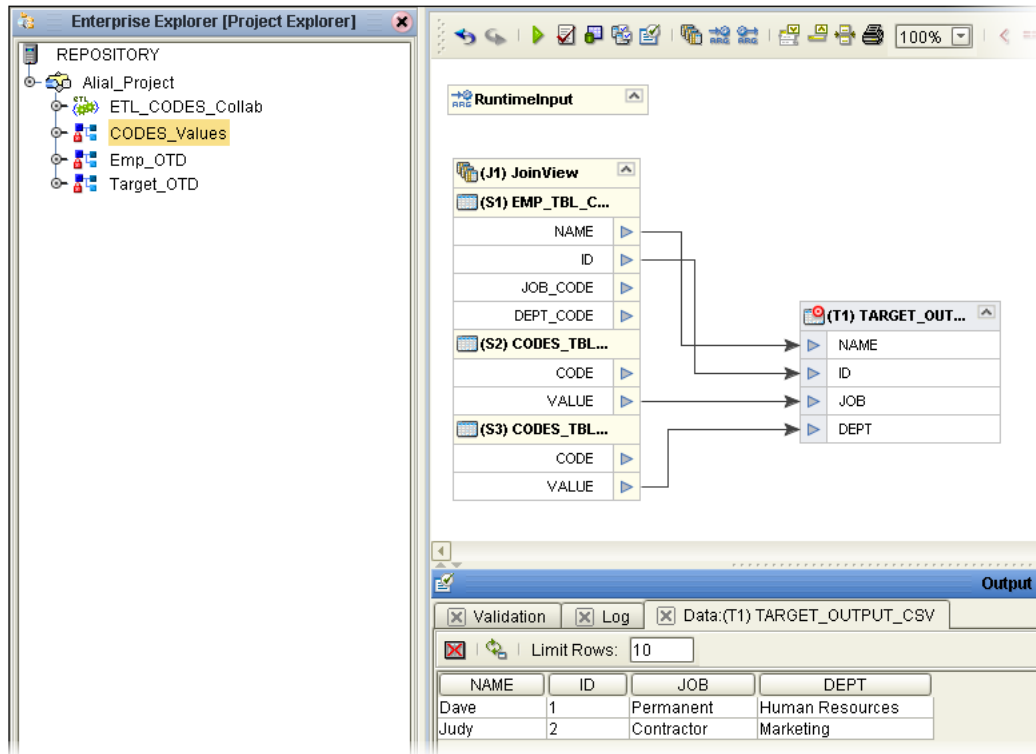 Enterprise Explorer [Project Explorer]
REPOSITORY
Alial_Project
ETL_CODES_Collab
CODES_Values
Emp_OTD
Target_OTD
100%
RuntimeInput
(J1) JoinView
(S1) EMP_TBL_C...
NAME
ID
JOB_CODE
DEPT_CODE
(S2) CODES_TBL...
CODE
VALUE
(S3) CODES_TBL...
CODE
VALUE
(T1) TARGET_OUT...
NAME
ID
JOB
DEPT
Output
Validation Log Data:(T1) TARGET_OUTPUT_CSV
Limit Rows: 10
NAME ID JOB DEPT
Dave 1 Permanent Human Resources
Judy 2 Contractor Marketing